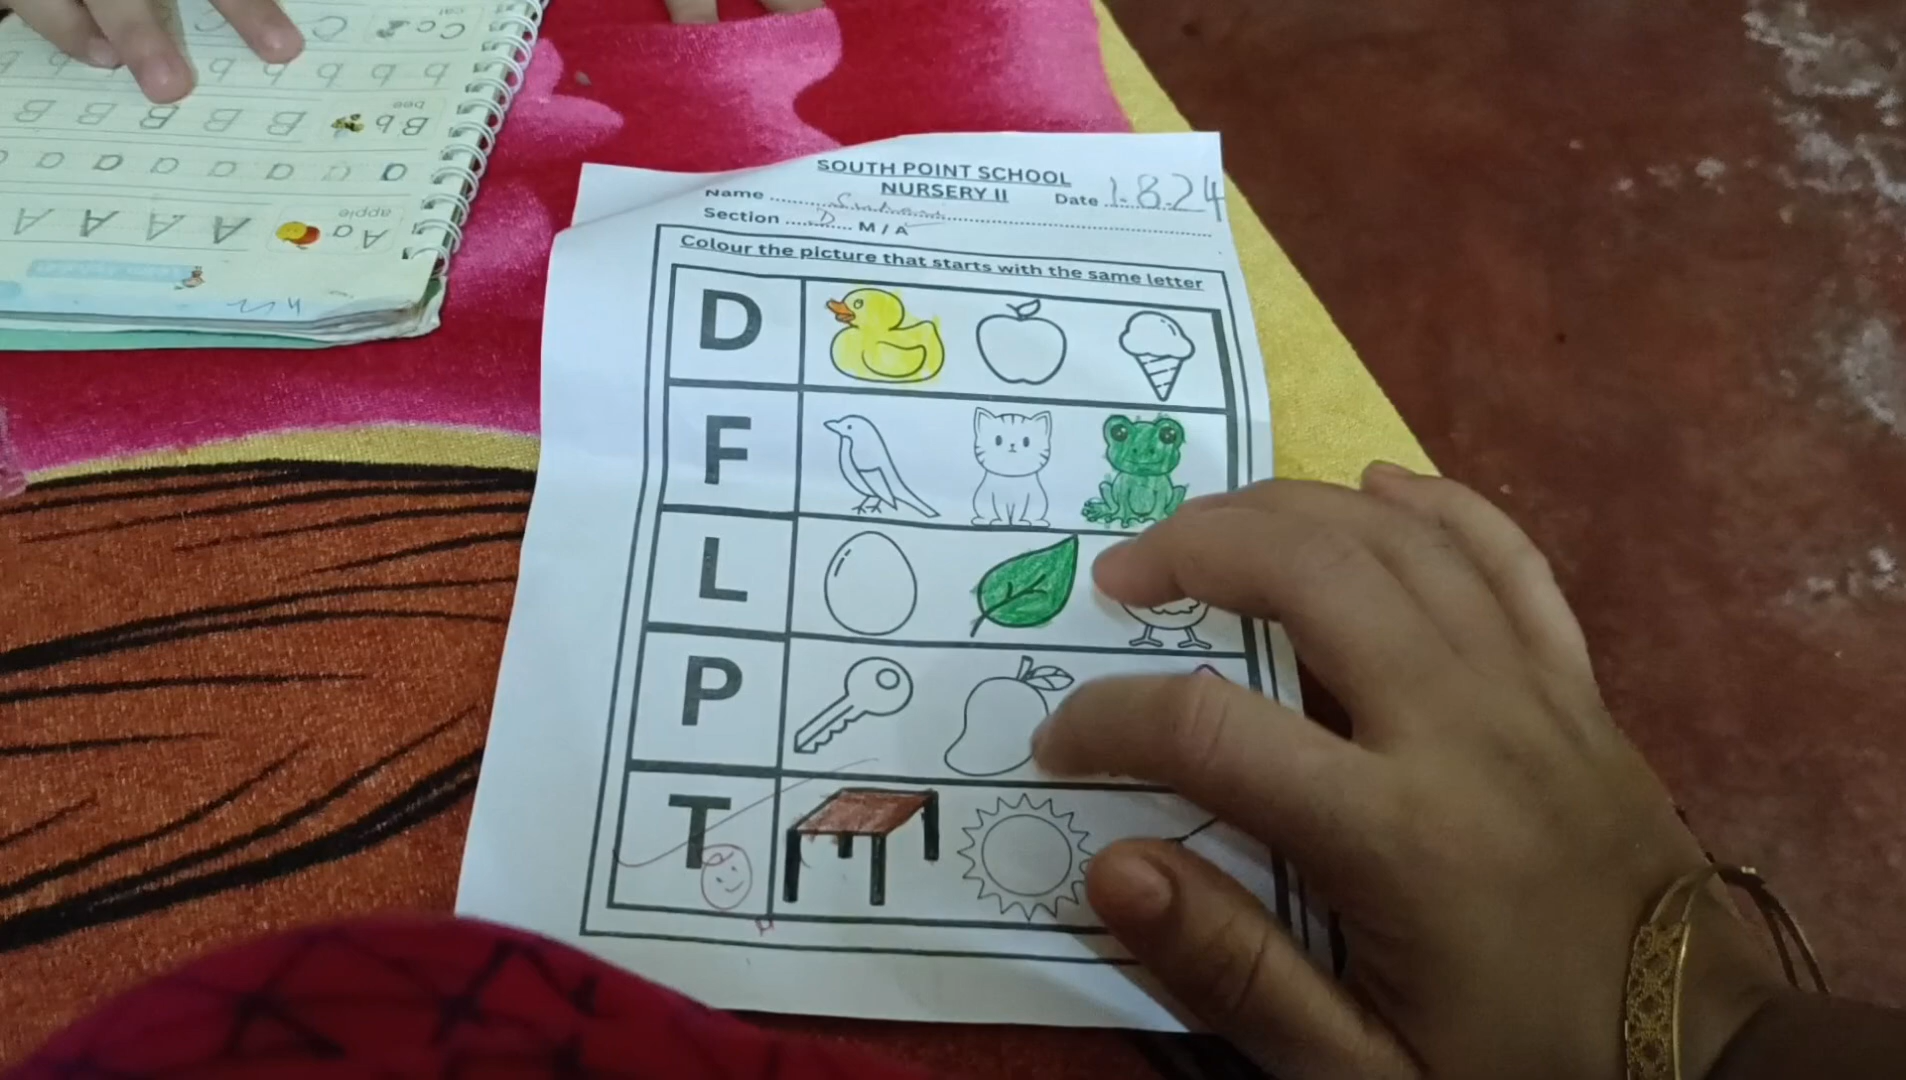 SOUTH POINT SCHOOL
NURSERY II
Name ............ Date 1.8.24
Section ...... D ...... M / A
Colour the picture that starts with the same letter
D
F
L
P
T
Cc
cat
b b b b b b
Bb
bee
B B B B B
a a a a a a a
Aa
apple
A A A A A